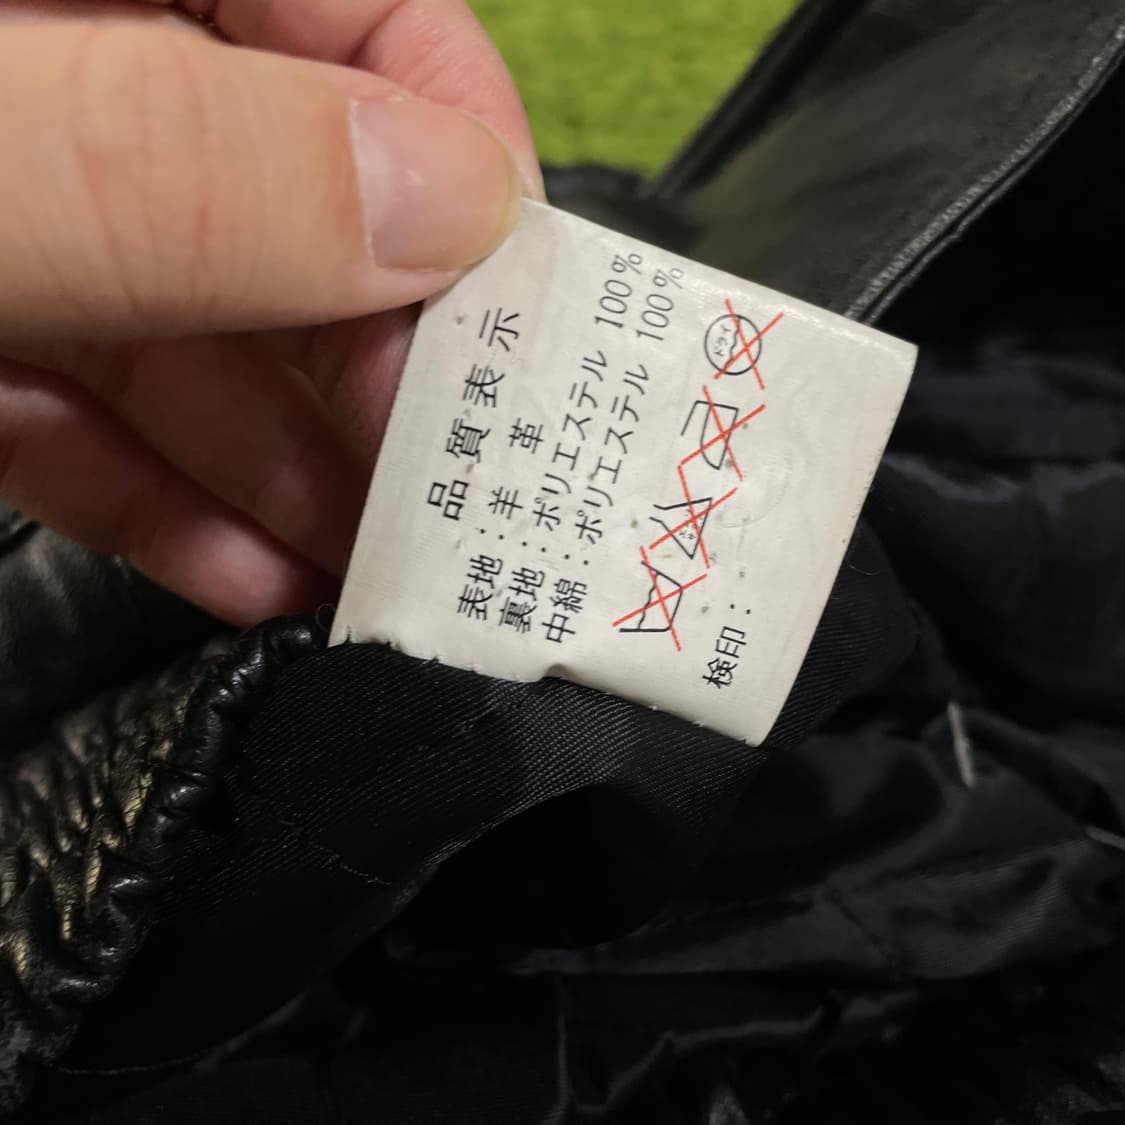 品質表示
表地：羊 革
裏地：ポリエステル 100%
中綿：ポリエステル 100%
ドライ
検印：